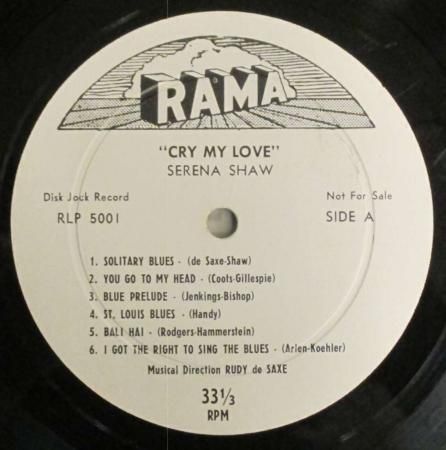 RAMA
"CRY MY LOVE"
SERENA SHAW
Disk Jock Record
Not For Sale
RLP 5001
SIDE A
1. SOLITARY BLUES - (de Saxe-Shaw)
2. YOU GO TO MY HEAD - (Coots-Gillespie)
3. BLUE PRELUDE - (Jenkings-Bishop)
4. ST. LOUIS BLUES - (Handy)
5. BALI HAI - (Rodgers-Hammerstein)
6. I GOT THE RIGHT TO SING THE BLUES - (Arlen-Koehler)
Musical Direction RUDY de SAXE
33⅓
RPM